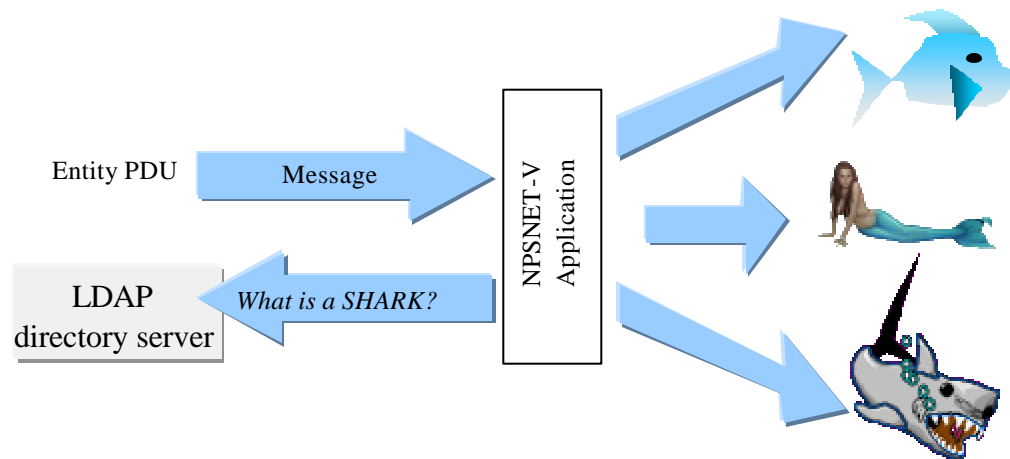 Entity PDU
Message
NPSNET-V
Application
LDAP
directory server
What is a SHARK?